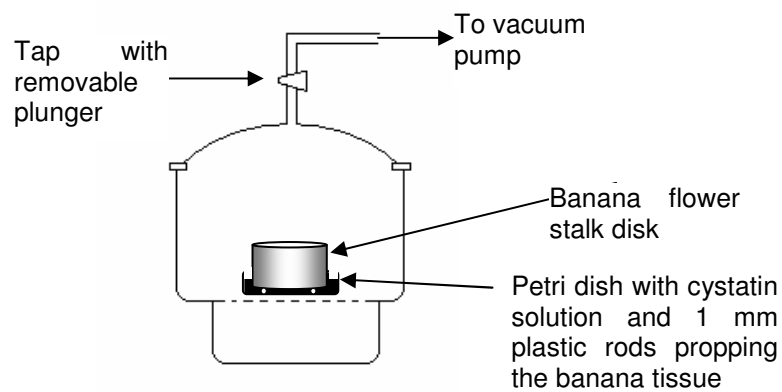 Tap with
removable
plunger
To vacuum
pump
Banana flower
stalk disk
Petri dish with cystatin
solution and 1 mm
plastic rods propping
the banana tissue